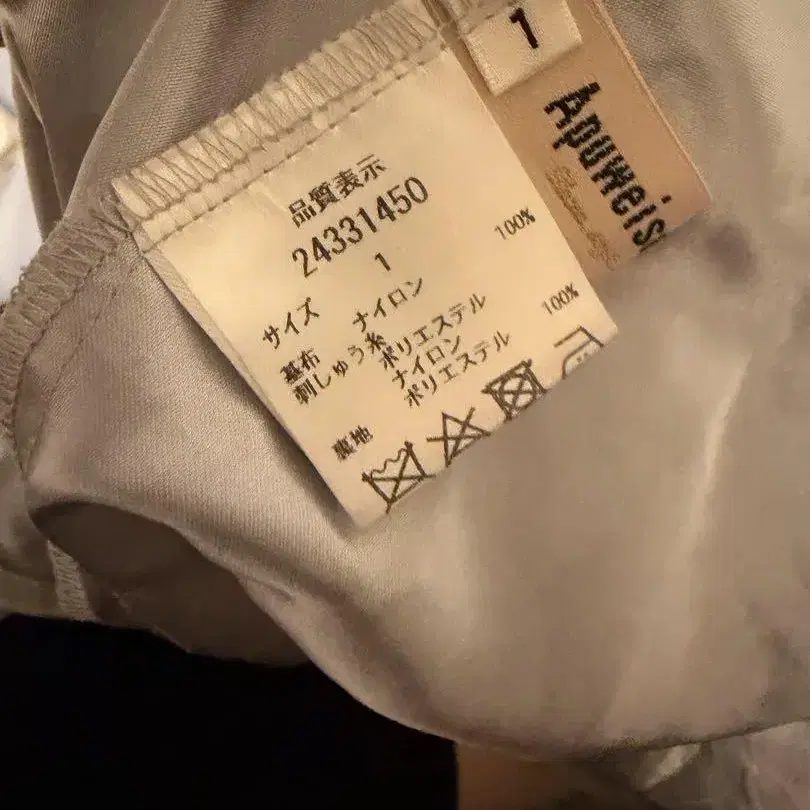 1
Apuweis
品質表示
24331450
サイズ 1
基布 ナイロン 100%
刺しゅう糸 ポリエステル
ナイロン
裏地 ポリエステル 100%